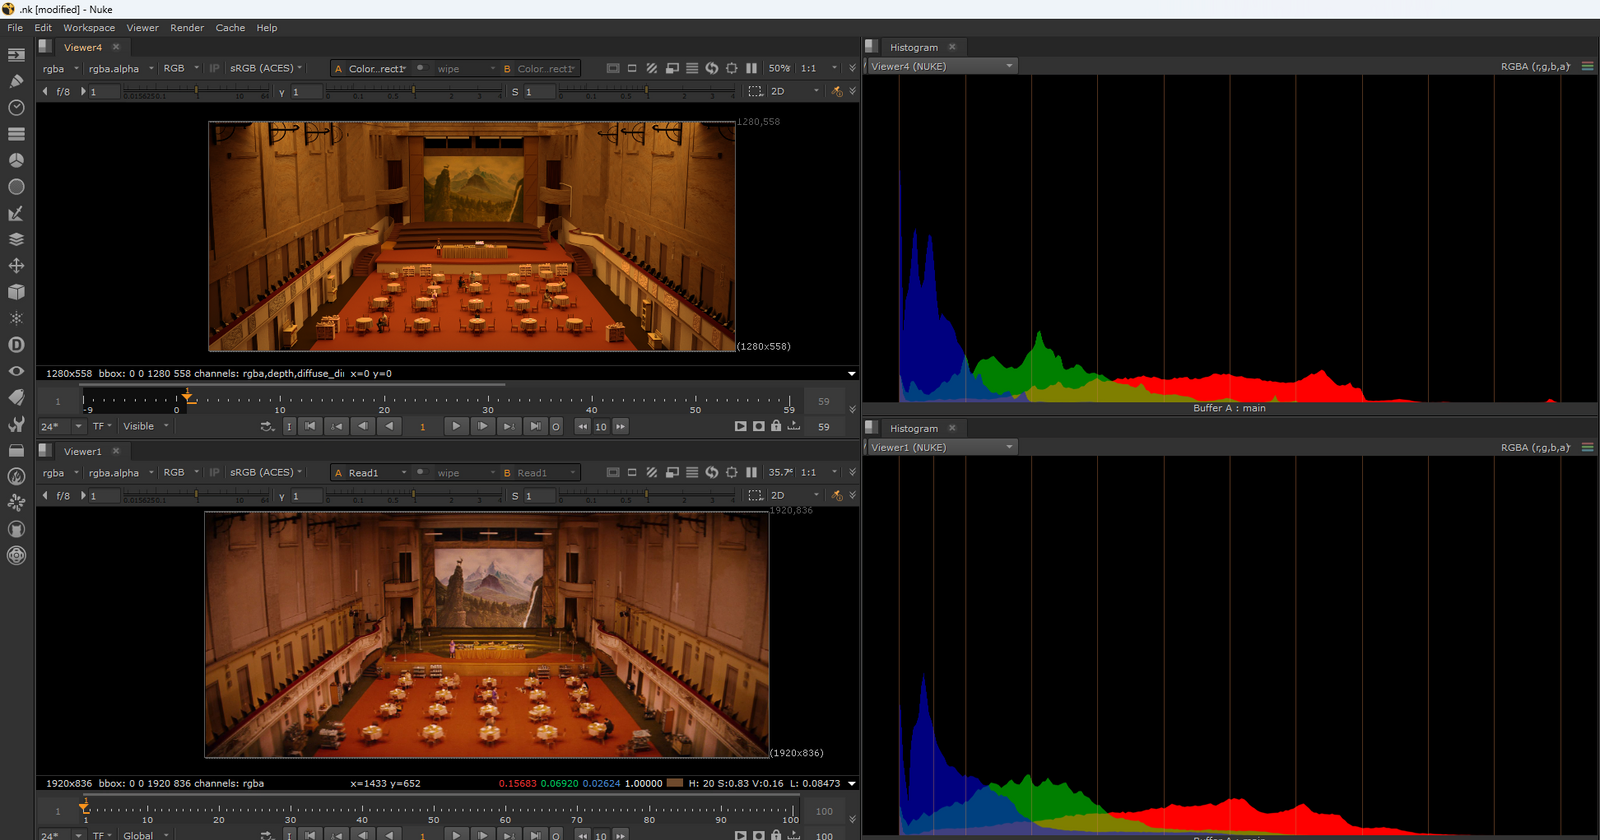 .nk [modified] - Nuke
File Edit Workspace Viewer Render Cache Help
Viewer4
rgba rgba.alpha RGB IP sRGB (ACES) A Color...rect1 wipe B Color...rect1 50% 1:1
f/8 1 γ 1 S 1 2D
1280,558
(1280x558)
1280x558 bbox: 0 0 1280 558 channels: rgba,depth,diffuse_di x=0 y=0
1
1 -9 0 10 20 30 40 50 59 59
24* TF Visible I 1 O 10 59
Viewer1
rgba rgba.alpha RGB IP sRGB (ACES) A Read1 wipe B Read1 35.7 1:1
f/8 1 γ 1 S 1 2D
1920,836
(1920x836)
1920x836 bbox: 0 0 1920 836 channels: rgba x=1433 y=652 0.15683 0.06920 0.02624 1.00000 H: 20 S:0.83 V:0.16 L: 0.08473
1
1 1 10 20 30 40 50 60 70 80 90 100 100
24* TF Global I 1 O 10 100
Histogram
Viewer4 (NUKE) RGBA (r,g,b,a)
Buffer A : main
Histogram
Viewer1 (NUKE) RGBA (r,g,b,a)
Buffer A : main